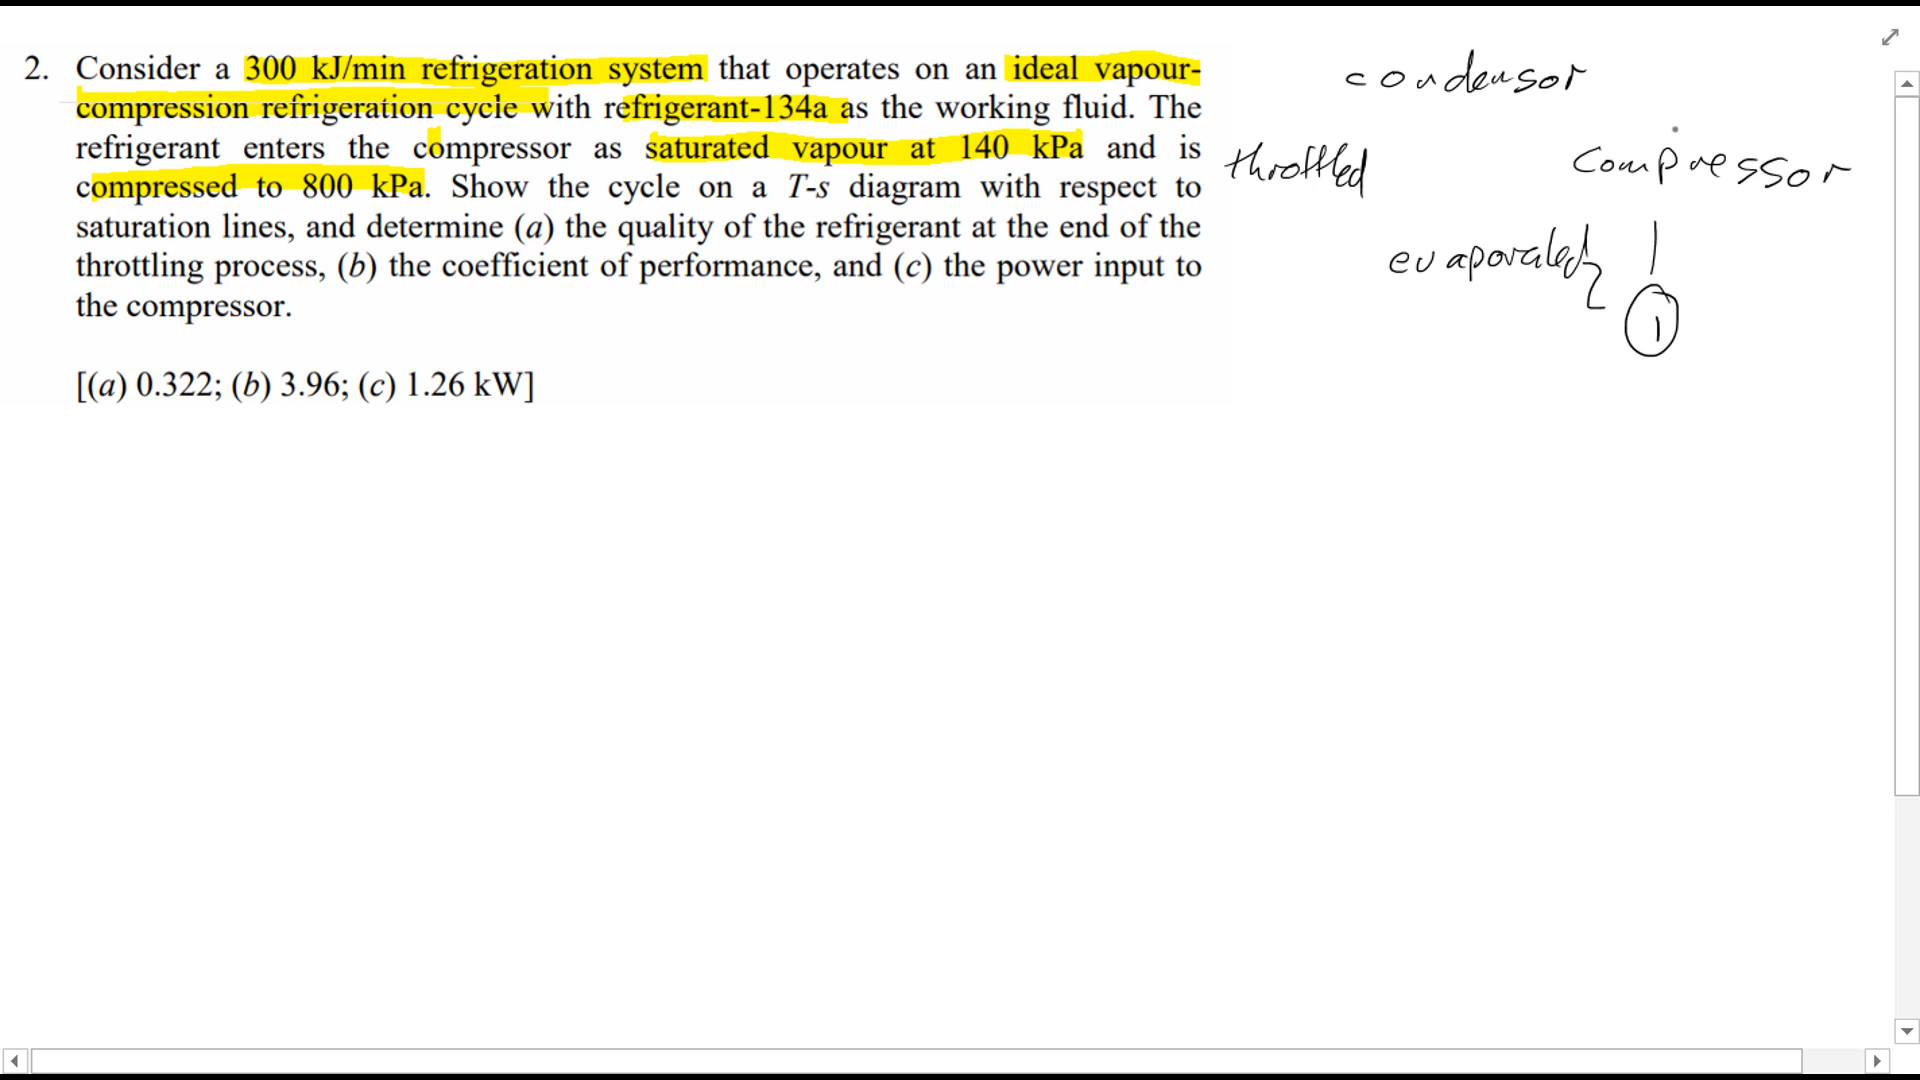 2. Consider a 300 kJ/min refrigeration system that operates on an ideal vapour-
compression refrigeration cycle with refrigerant-134a as the working fluid. The
refrigerant enters the compressor as saturated vapour at 140 kPa and is
compressed to 800 kPa. Show the cycle on a T-s diagram with respect to
saturation lines, and determine (a) the quality of the refrigerant at the end of the
throttling process, (b) the coefficient of performance, and (c) the power input to
the compressor.
[(a) 0.322; (b) 3.96; (c) 1.26 kW]
condensor
throttled
compressor
evaporated
1